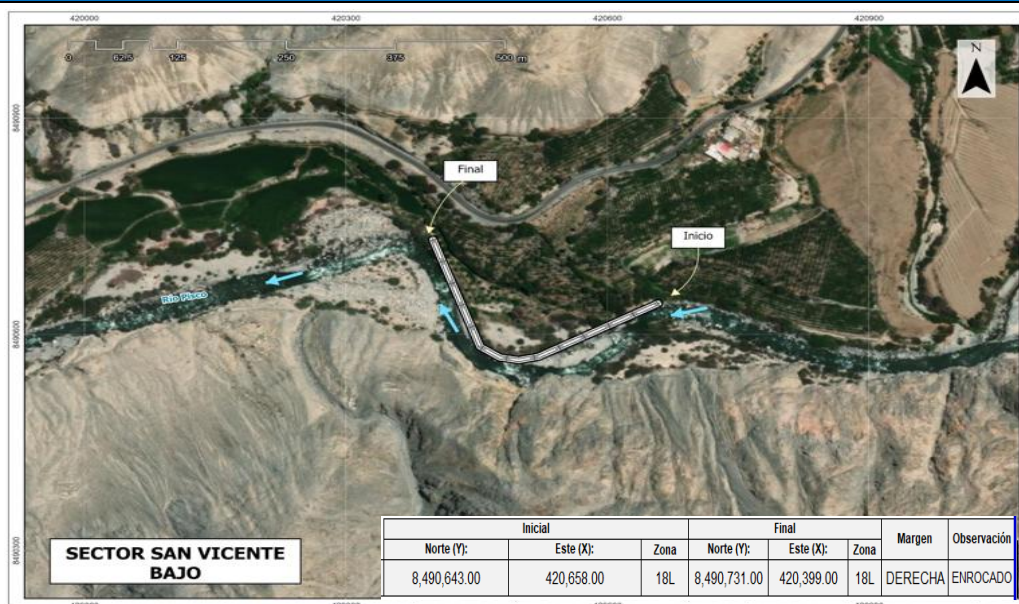 420000 420300 420600 420900
0 62.5 125 250 375 500 m
N
8490900
Final
Inicio
Río Pisco
8490600
8490300
SECTOR SAN VICENTE
BAJO
Inicial Final Margen Observación
Norte (Y): Este (X): Zona Norte (Y): Este (X): Zona
8,490,643.00 420,658.00 18L 8,490,731.00 420,399.00 18L DERECHA ENROCADO